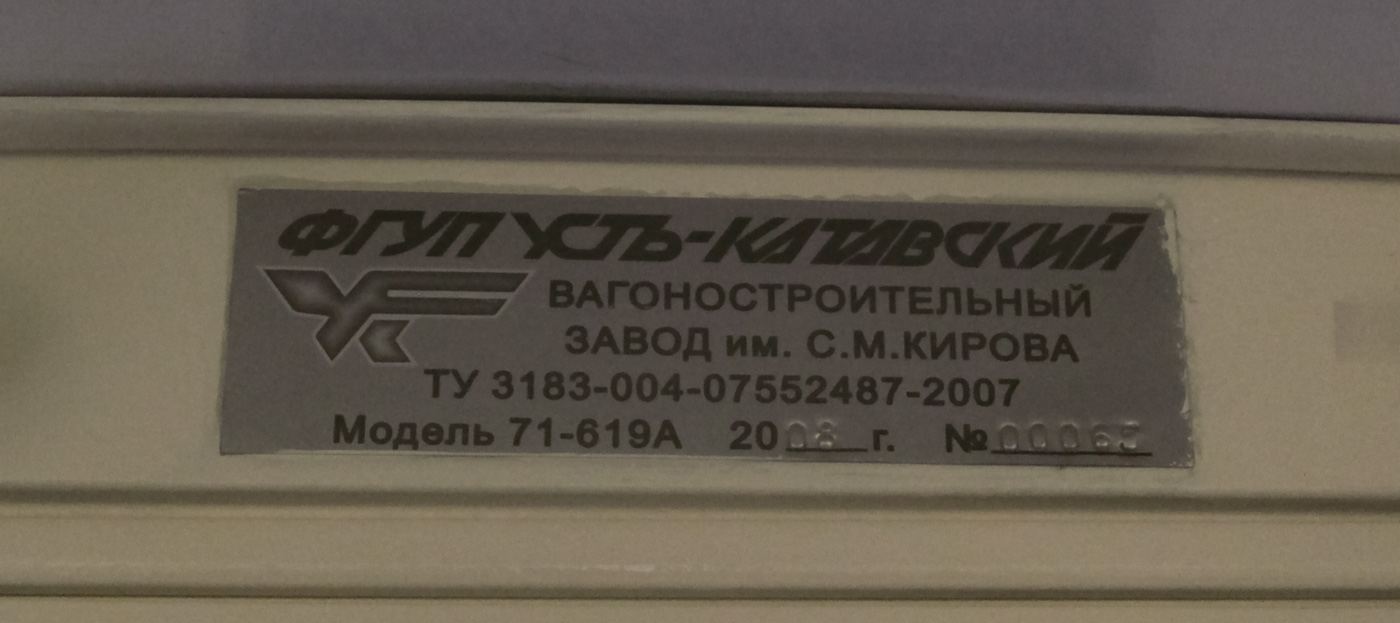 ФГУП УСТЬ-КАТАВСКИЙ
ВАГОНОСТРОИТЕЛЬНЫЙ
ЗАВОД им. С.М.КИРОВА
ТУ 3183-004-07552487-2007
Модель 71-619А 2008 г. №00065